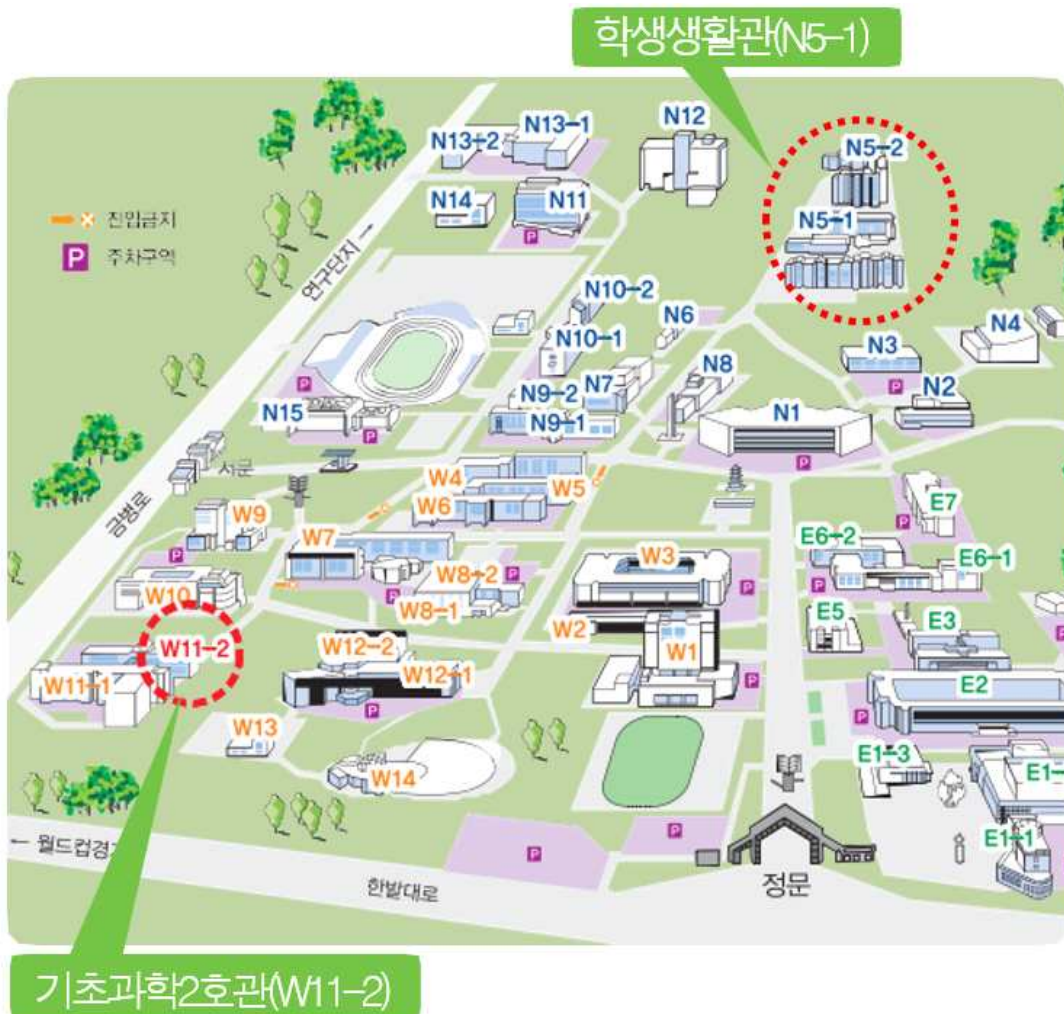 학생생활관(N5-1)
N13-2
N13-1
N12
N5-2
N14
N11
N5-1
진입금지
P 주차구역
P
연구단지 →
N10-2
N6
N10-1
N4
N3
N8
P
N9-2
N7
N2
P
N15
N9-1
N1
P
P
W4
W5
W6
금병로
W9
W7
E7
P
E6-2
W3
E6-1
P
W8-2
P
P
P
P
W10
W8-1
E5
W2
E3
W11-2
W12-2
W1
W11-1
W12-1
E2
P
P
P
W13
E1-3
W14
E1-
E1-1
← 월드컵경
P
P
정문
한밭대로
기초과학2호관(W11-2)